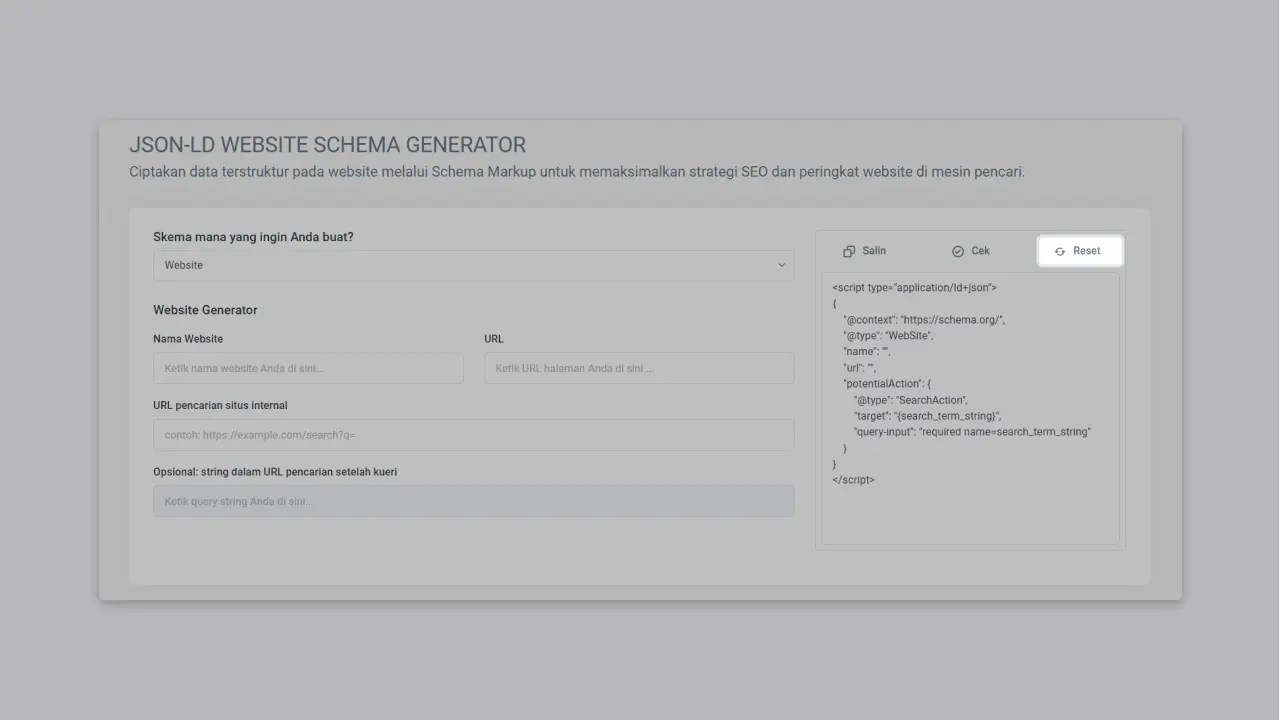 JSON-LD WEBSITE SCHEMA GENERATOR
Ciptakan data terstruktur pada website melalui Schema Markup untuk memaksimalkan strategi SEO dan peringkat website di mesin pencari.
Skema mana yang ingin Anda buat?
Website
Website Generator
Nama Website
URL
Ketik nama website Anda di sini...
Ketik URL halaman Anda di sini ...
URL pencarian situs internal
contoh: https://example.com/search?q=
Opsional: string dalam URL pencarian setelah kueri
Ketik query string Anda di sini...
Salin
Cek
Reset
<script type="application/ld+json">
{
"@context": "https://schema.org/",
"@type": "WebSite",
"name": "",
"url": "",
"potentialAction": {
"@type": "SearchAction",
"target": "{search_term_string}",
"query-input": "required name=search_term_string"
}
}
</script>